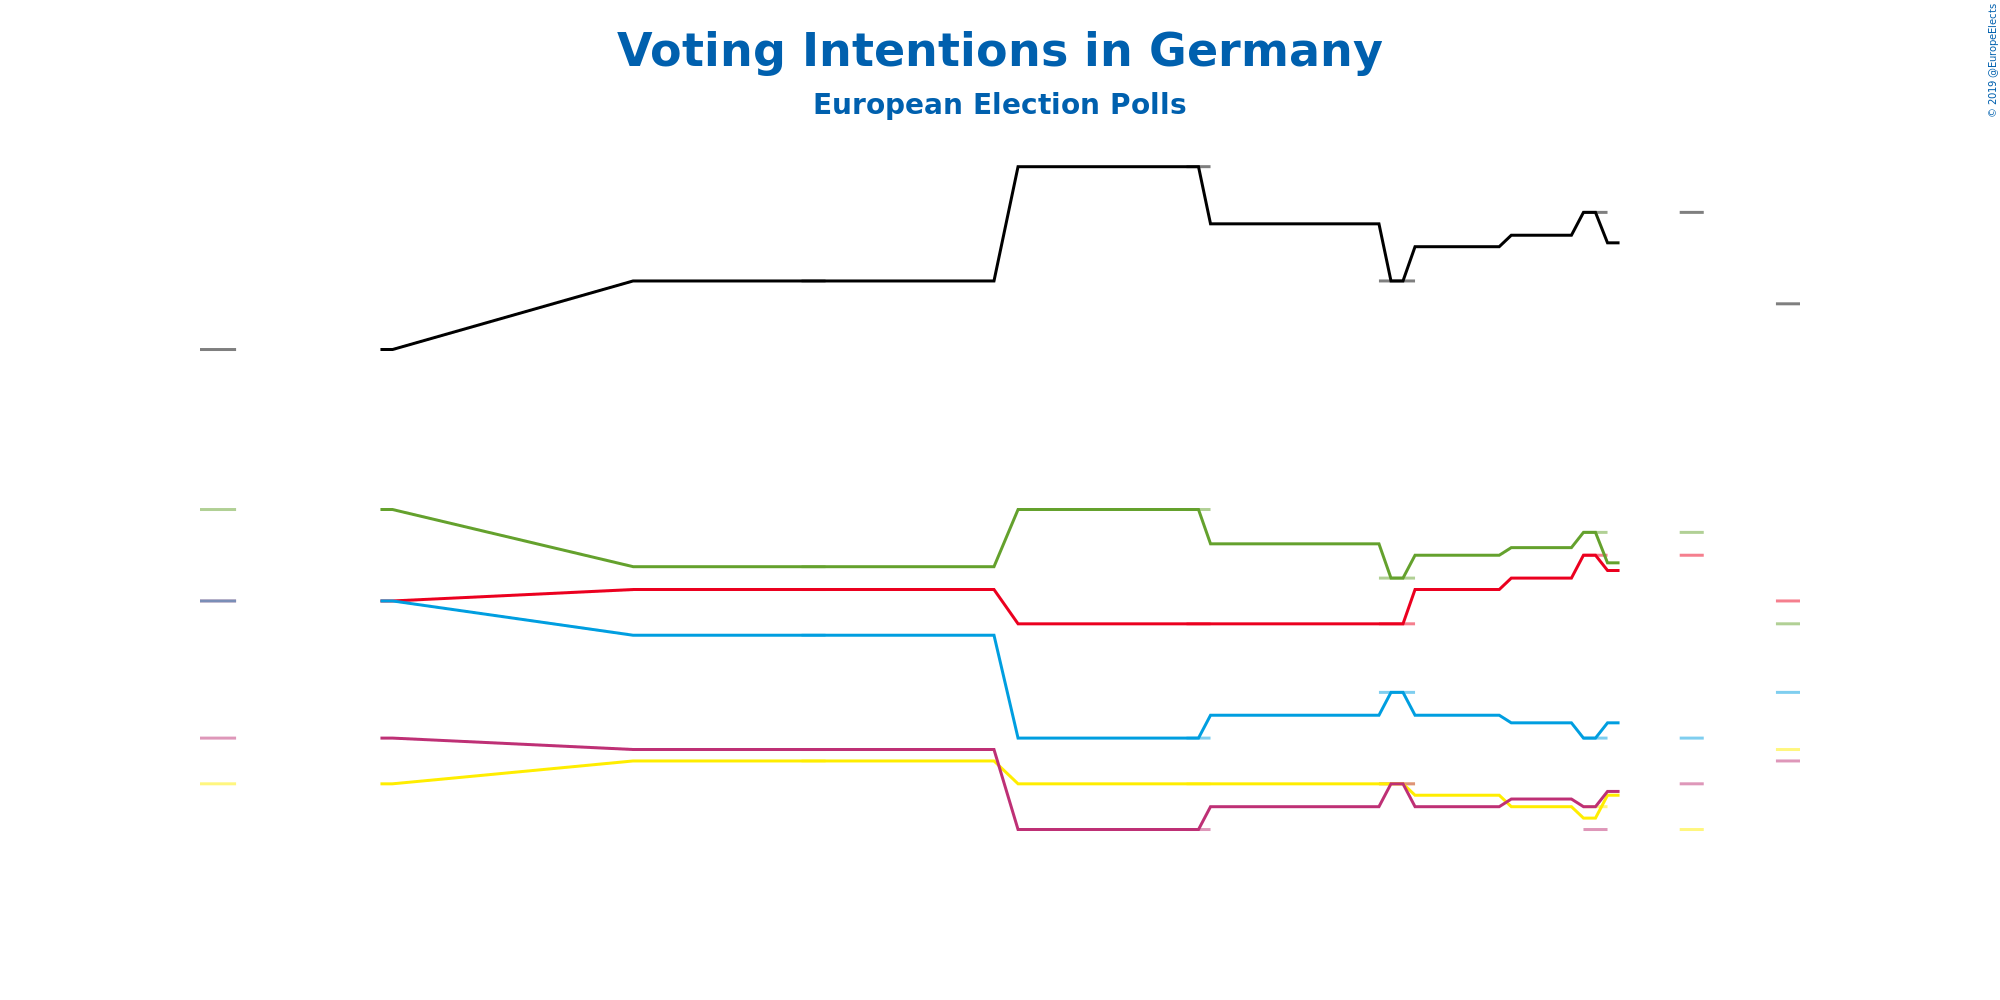 Voting Intentions in Germany
European Election Polls
© 2019 @EuropeElects